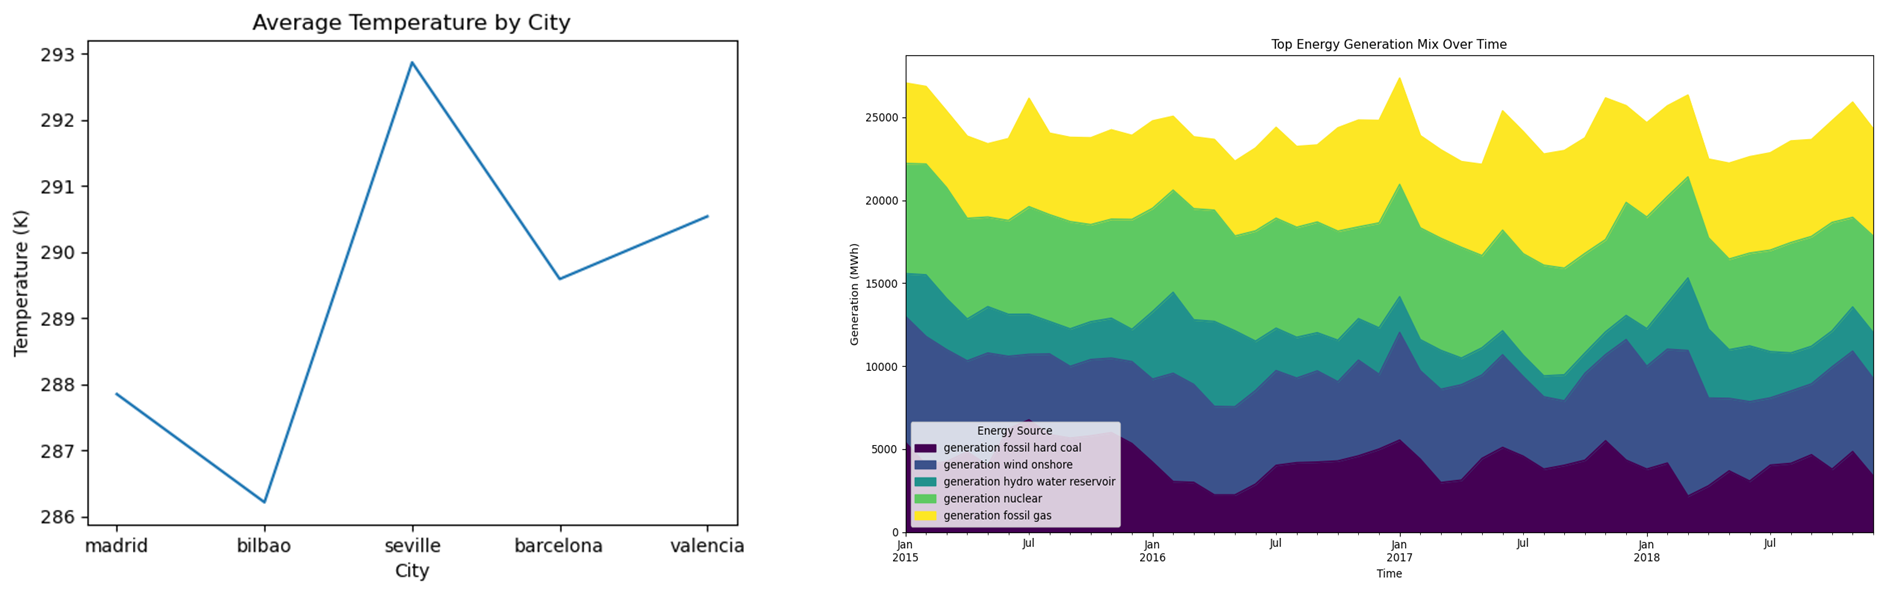 Average Temperature by City
293
292
291
290
289
288
287
286
Temperature (K)
madrid bilbao seville barcelona valencia
City
Top Energy Generation Mix Over Time
25000
20000
15000
10000
5000
0
Generation (MWh)
Energy Source
generation fossil hard coal
generation wind onshore
generation hydro water reservoir
generation nuclear
generation fossil gas
Jan Jul Jan Jul Jan Jul Jan Jul
2015 2016 2017 2018
Time